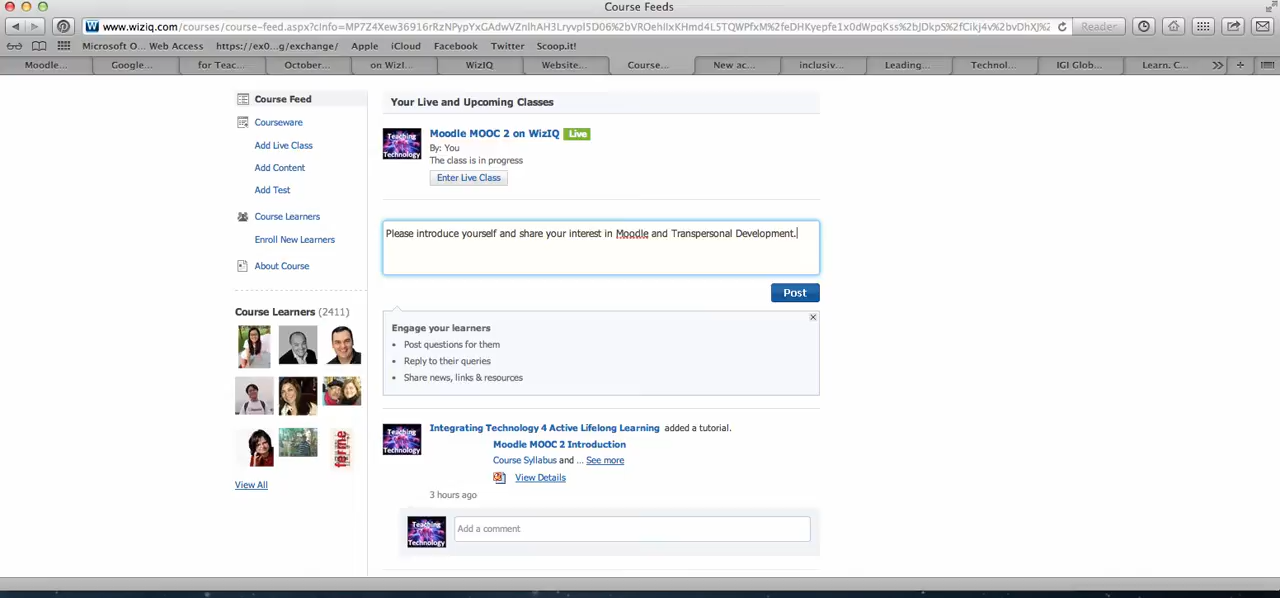 Course Feeds
www.wiziq.com/courses/course-feed.aspx?cInfo=
Reader
Microsoft O... Web Access https://ex0...g/exchange/ Apple iCloud Facebook Twitter Scoop.it!
Moodle... Google... for Teac... October... on WizI... WizIQ Website... Course... New ac... inclusiv... Leading... Technol... IGI Glob... Learn. C...
Course Feed
Courseware
Add Live Class
Add Content
Add Test
Course Learners
Enroll New Learners
About Course
Course Learners (2411)
ferme
View All
Your Live and Upcoming Classes
Teaching
Technology
Moodle MOOC 2 on WizIQ Live
By: You
The class is in progress
Enter Live Class
Please introduce yourself and share your interest in Moodle and Transpersonal Development.
Post
Engage your learners
• Post questions for them
• Reply to their queries
• Share news, links & resources
Teaching
Technology
Integrating Technology 4 Active Lifelong Learning added a tutorial.
Moodle MOOC 2 Introduction
Course Syllabus and ... See more
View Details
3 hours ago
Teaching
Technology
Add a comment